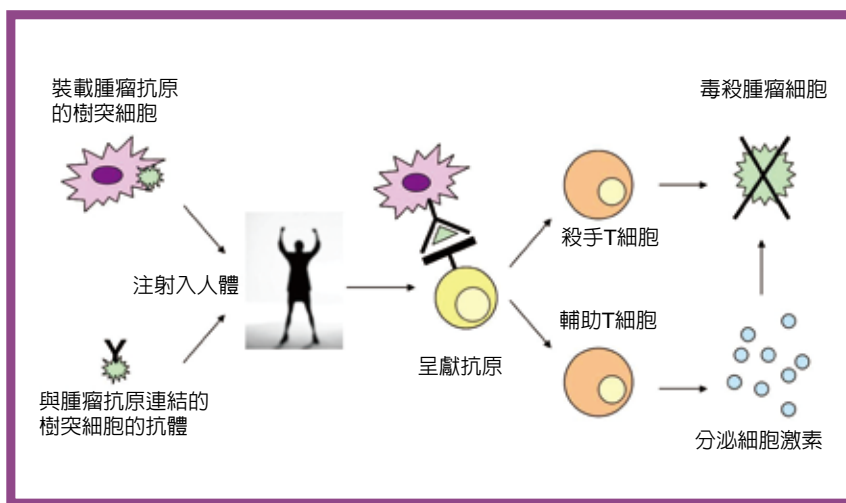 裝載腫瘤抗原
的樹突細胞
毒殺腫瘤細胞
殺手T細胞
注射入人體
輔助T細胞
呈獻抗原
與腫瘤抗原連結的
樹突細胞的抗體
分泌細胞激素